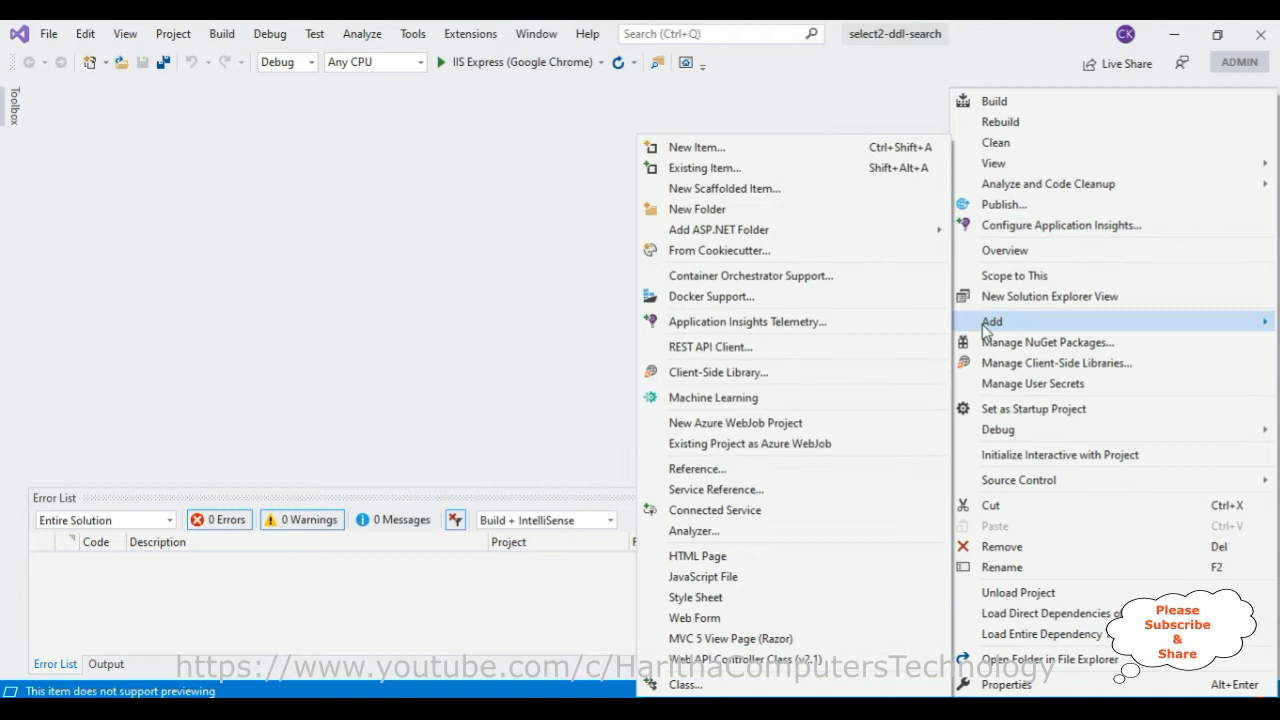 File Edit View Project Build Debug Test Analyze Tools Extensions Window Help Search (Ctrl+Q) select2-ddl-search CK
Debug Any CPU IIS Express (Google Chrome) Live Share ADMIN
Toolbox
New Item... Ctrl+Shift+A
Existing Item... Shift+Alt+A
New Scaffolded Item...
New Folder
Add ASP.NET Folder
From Cookiecutter...
Container Orchestrator Support...
Docker Support...
Application Insights Telemetry...
REST API Client...
Client-Side Library...
Machine Learning
New Azure WebJob Project
Existing Project as Azure WebJob
Reference...
Service Reference...
Connected Service
Analyzer...
HTML Page
JavaScript File
Style Sheet
Web Form
MVC 5 View Page (Razor)
Web API Controller Class (v2.1)
Class...
Build
Rebuild
Clean
View
Analyze and Code Cleanup
Publish...
Configure Application Insights...
Overview
Scope to This
New Solution Explorer View
Add
Manage NuGet Packages...
Manage Client-Side Libraries...
Manage User Secrets
Set as Startup Project
Debug
Initialize Interactive with Project
Source Control
Cut Ctrl+X
Paste Ctrl+V
Remove Del
Rename F2
Unload Project
Load Direct Dependencies
Load Entire Dependency
Open Folder in File Explorer
Properties Alt+Enter
Error List
Entire Solution 0 Errors 0 Warnings 0 Messages Build + IntelliSense
Code Description Project
Error List Output
This item does not support previewing
https://www.youtube.com/c/HarithaComputersTechnology
Please
Subscribe
&
Share